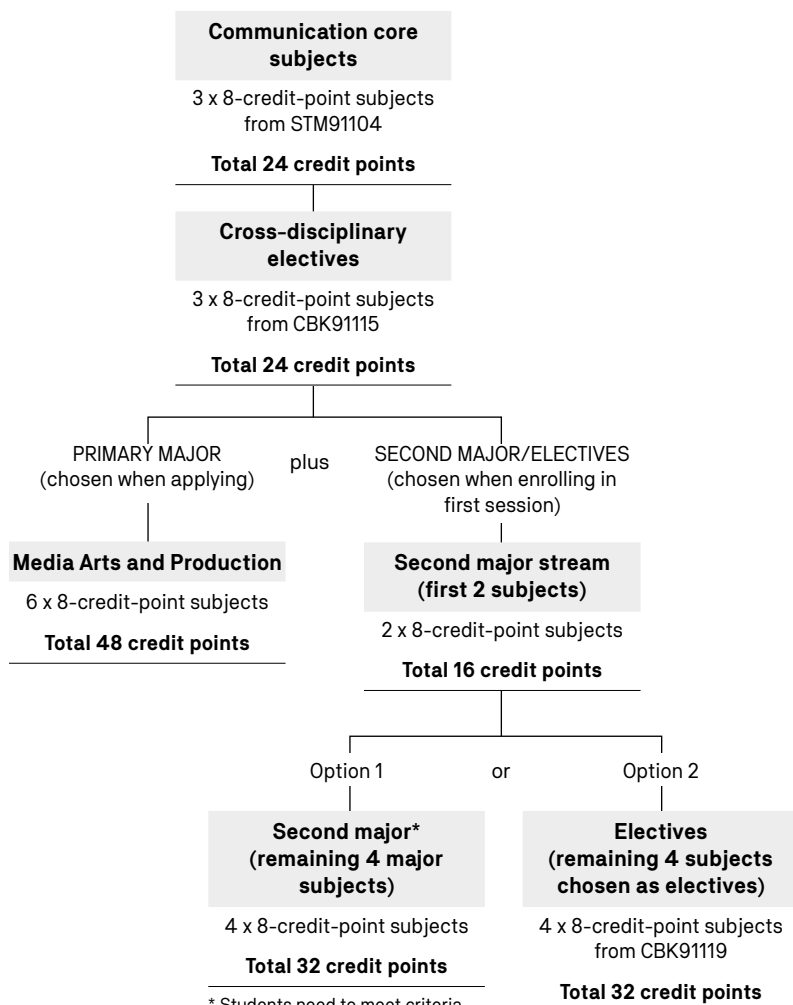 Communication core
subjects
3 x 8-credit-point subjects
from STM91104
Total 24 credit points
Cross-disciplinary
electives
3 x 8-credit-point subjects
from CBK91115
Total 24 credit points
PRIMARY MAJOR
(chosen when applying)
plus
SECOND MAJOR/ELECTIVES
(chosen when enrolling in
first session)
Media Arts and Production
6 x 8-credit-point subjects
Total 48 credit points
Second major stream
(first 2 subjects)
2 x 8-credit-point subjects
Total 16 credit points
Option 1
or
Option 2
Second major*
(remaining 4 major
subjects)
4 x 8-credit-point subjects
Total 32 credit points
* Students need to meet criteria
Electives
(remaining 4 subjects
chosen as electives)
4 x 8-credit-point subjects
from CBK91119
Total 32 credit points